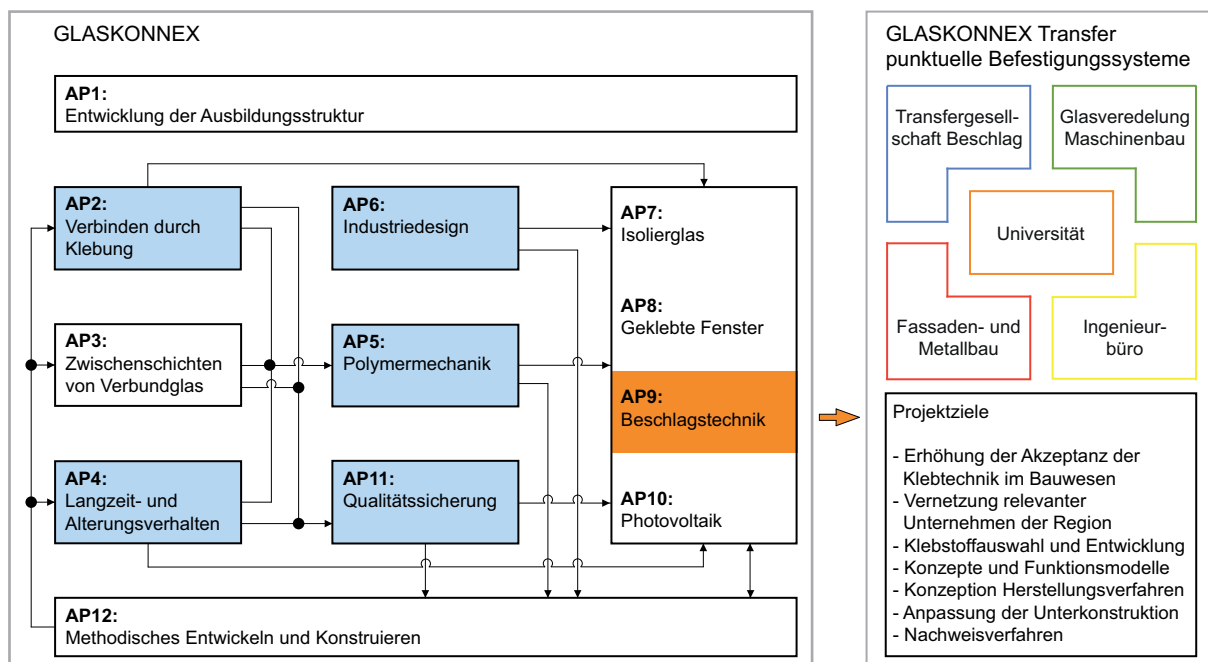 GLASKONNEX
AP1:
Entwicklung der Ausbildungsstruktur
AP2:
Verbinden durch
Klebung
AP6:
Industriedesign
AP7:
Isolierglas
AP3:
Zwischenschichten
von Verbundglas
AP5:
Polymermechanik
AP8:
Geklebte Fenster
AP9:
Beschlagstechnik
AP4:
Langzeit- und
Alterungsverhalten
AP11:
Qualitätssicherung
AP10:
Photovoltaik
AP12:
Methodisches Entwickeln und Konstruieren
GLASKONNEX Transfer
punktuelle Befestigungssysteme
Transfergesell-
schaft Beschlag
Glasveredelung
Maschinenbau
Universität
Fassaden- und
Metallbau
Ingenieur-
büro
Projektziele
- Erhöhung der Akzeptanz der
Klebtechnik im Bauwesen
- Vernetzung relevanter
Unternehmen der Region
- Klebstoffauswahl und Entwicklung
- Konzepte und Funktionsmodelle
- Konzeption Herstellungsverfahren
- Anpassung der Unterkonstruktion
- Nachweisverfahren